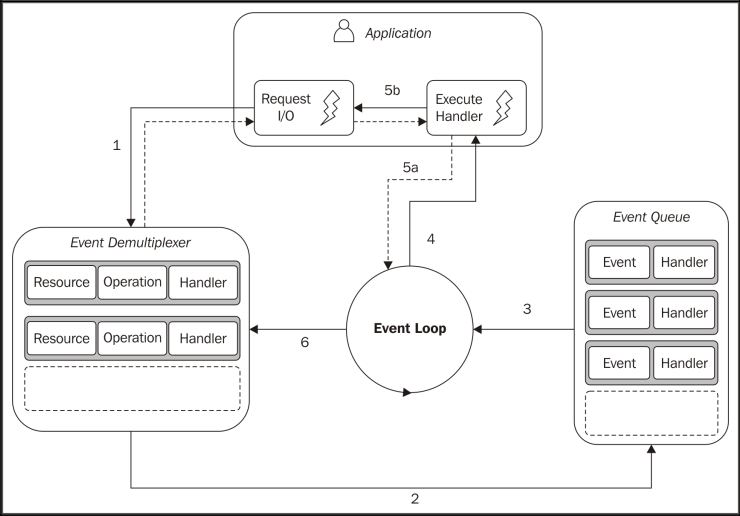 Application
Request
I/O
5b
Execute
Handler
1
5a
4
Event Demultiplexer
Resource Operation Handler
Resource Operation Handler
Event Loop
6
3
Event Queue
Event Handler
Event Handler
Event Handler
2